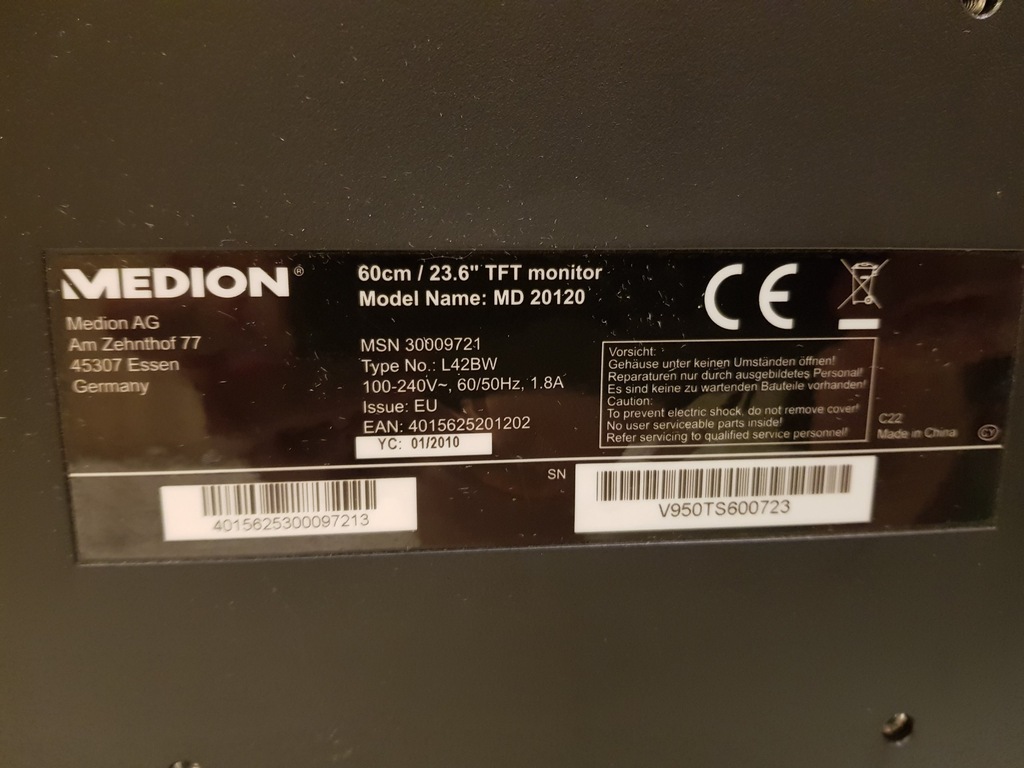 MEDION®
Medion AG
Am Zehnthof 77
45307 Essen
Germany
60cm / 23.6" TFT monitor
Model Name: MD 20120
MSN 30009721
Type No.: L42BW
100-240V~, 60/50Hz, 1.8A
Issue: EU
EAN: 4015625201202
YC: 01/2010
CE
Vorsicht:
Gehäuse unter keinen Umständen öffnen!
Reparaturen nur durch ausgebildetes Personal!
Es sind keine zu wartenden Bauteile vorhanden!
Caution:
To prevent electric shock, do not remove cover!
No user serviceable parts inside!
Refer servicing to qualified service personnel!
C22
Made in China
CY
4015625300097213
SN
V950TS600723